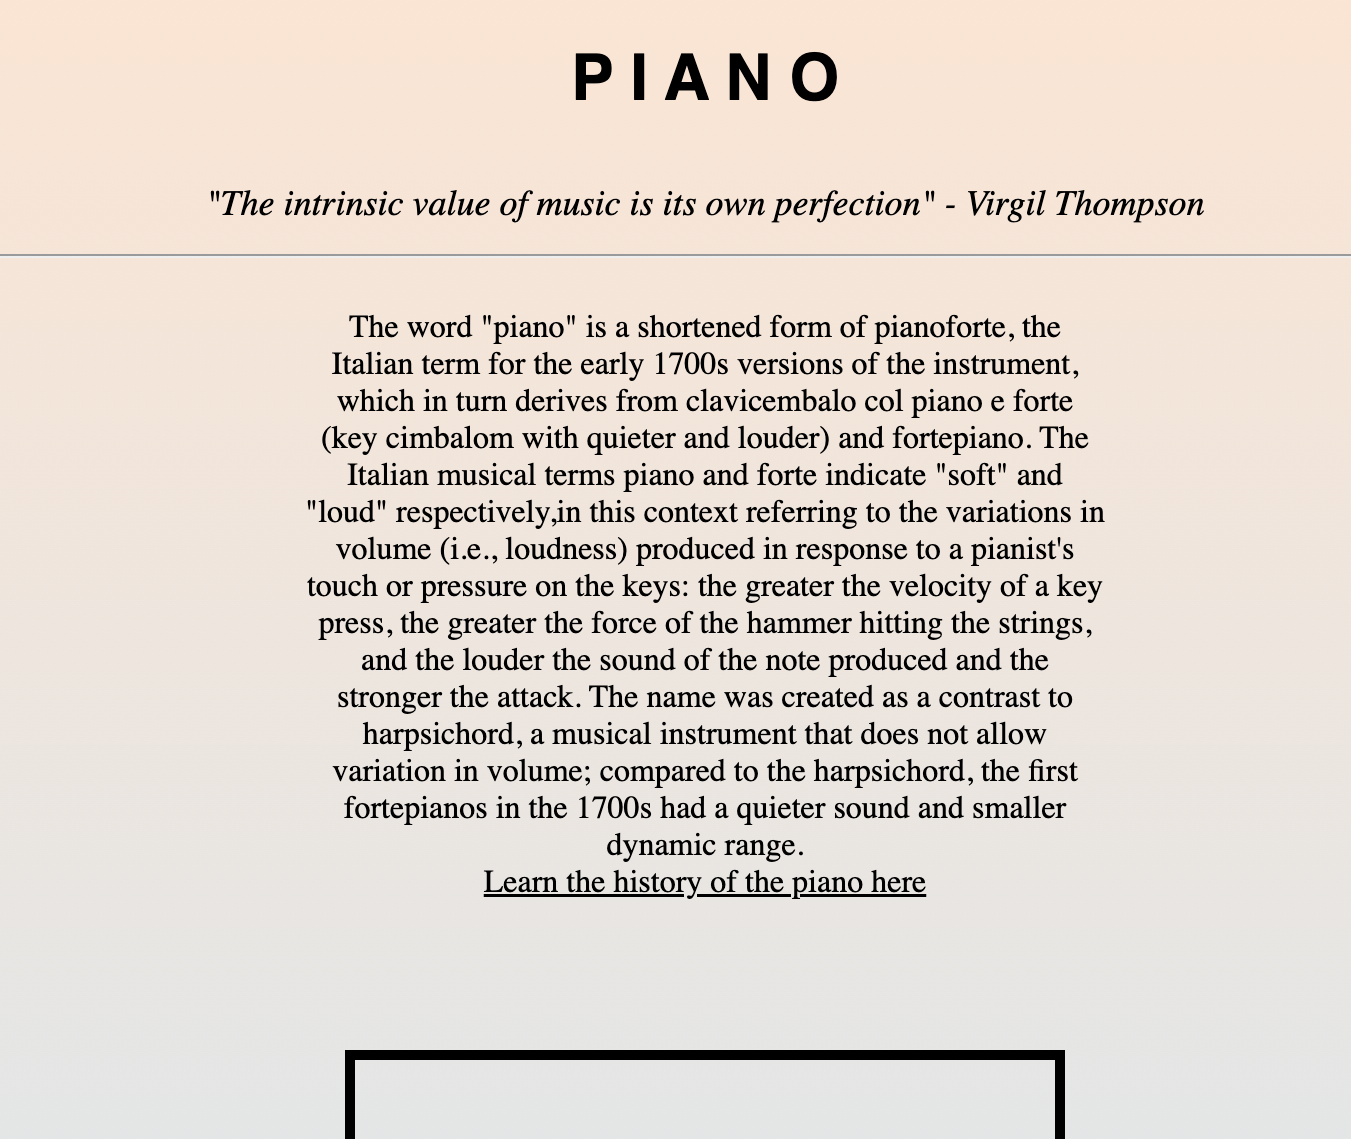 PIANO
"The intrinsic value of music is its own perfection" - Virgil Thompson
The word "piano" is a shortened form of pianoforte, the
Italian term for the early 1700s versions of the instrument,
which in turn derives from clavicembalo col piano e forte
(key cimbalom with quieter and louder) and fortepiano. The
Italian musical terms piano and forte indicate "soft" and
"loud" respectively,in this context referring to the variations in
volume (i.e., loudness) produced in response to a pianist's
touch or pressure on the keys: the greater the velocity of a key
press, the greater the force of the hammer hitting the strings,
and the louder the sound of the note produced and the
stronger the attack. The name was created as a contrast to
harpsichord, a musical instrument that does not allow
variation in volume; compared to the harpsichord, the first
fortepianos in the 1700s had a quieter sound and smaller
dynamic range.
Learn the history of the piano here